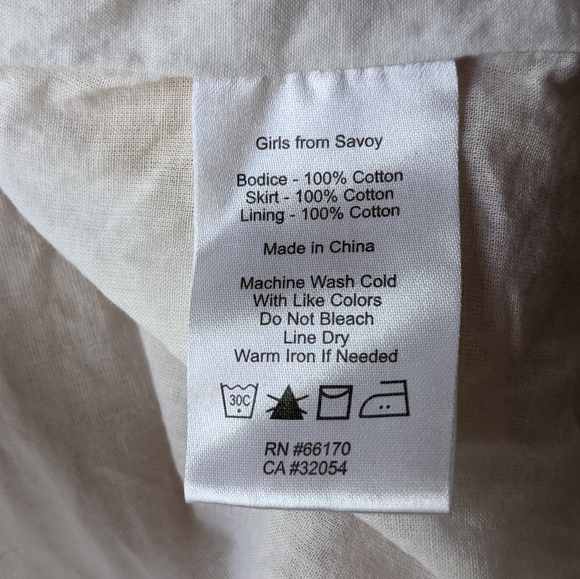 Girls from Savoy
Bodice - 100% Cotton
Skirt - 100% Cotton
Lining - 100% Cotton
Made in China
Machine Wash Cold
With Like Colors
Do Not Bleach
Line Dry
Warm Iron If Needed
30C
RN #66170
CA #32054